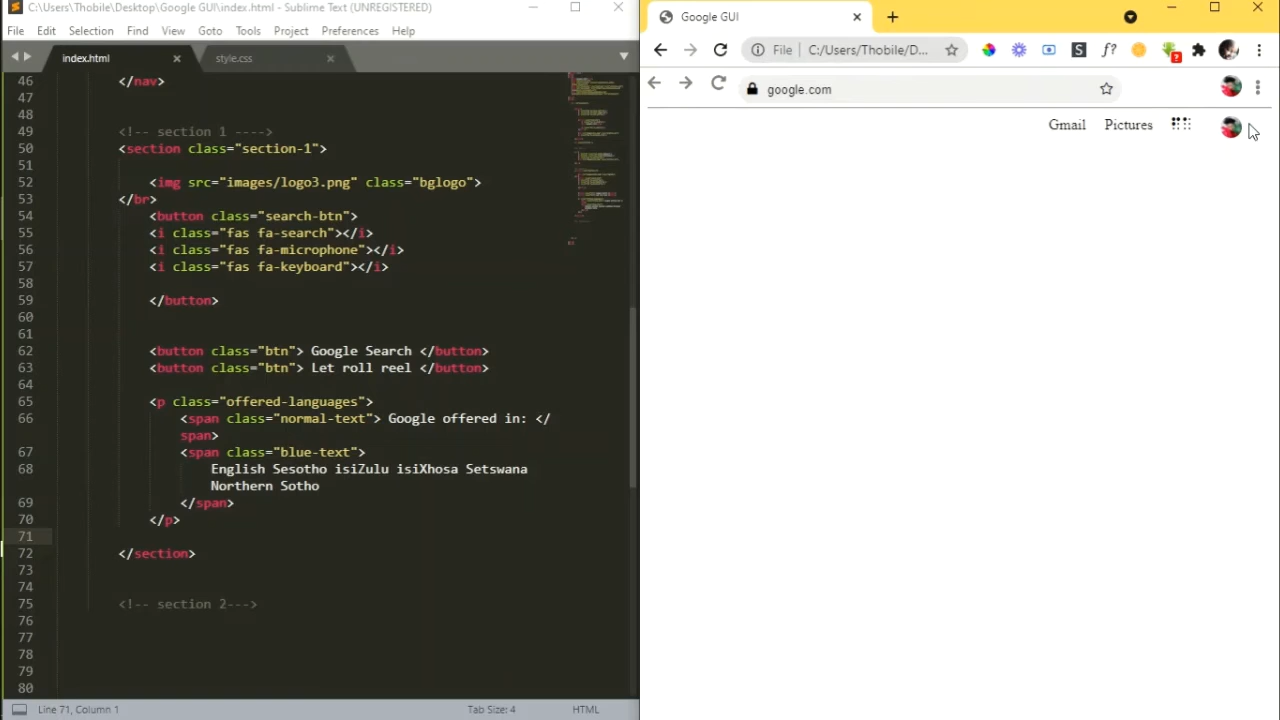 C:\Users\Thobile\Desktop\Google GUI\index.html - Sublime Text (UNREGISTERED)
File Edit Selection Find View Goto Tools Project Preferences Help
index.html style.css
46 </nav>
47
48
49 <!-- section 1 ---->
50 <section class="section-1">
51
52 <img src="images/logo3.png" class="bglogo">
53 </br>
54 <button class="search-btn">
55 <i class="fas fa-search"></i>
56 <i class="fas fa-microphone"></i>
57 <i class="fas fa-keyboard"></i>
58
59 </button>
60
61
62 <button class="btn"> Google Search </button>
63 <button class="btn"> Let roll reel </button>
64
65 <p class="offered-languages">
66 <span class="normal-text"> Google offered in: </
span>
67 <span class="blue-text">
68 English Sesotho isiZulu isiXhosa Setswana
Northern Sotho
69 </span>
70 </p>
71
72 </section>
73
74
75 <!-- section 2--->
76
77
78
79
80
Line 71, Column 1 Tab Size: 4 HTML
Google GUI
File C:/Users/Thobile/D... S f? ?
google.com
Gmail Pictures